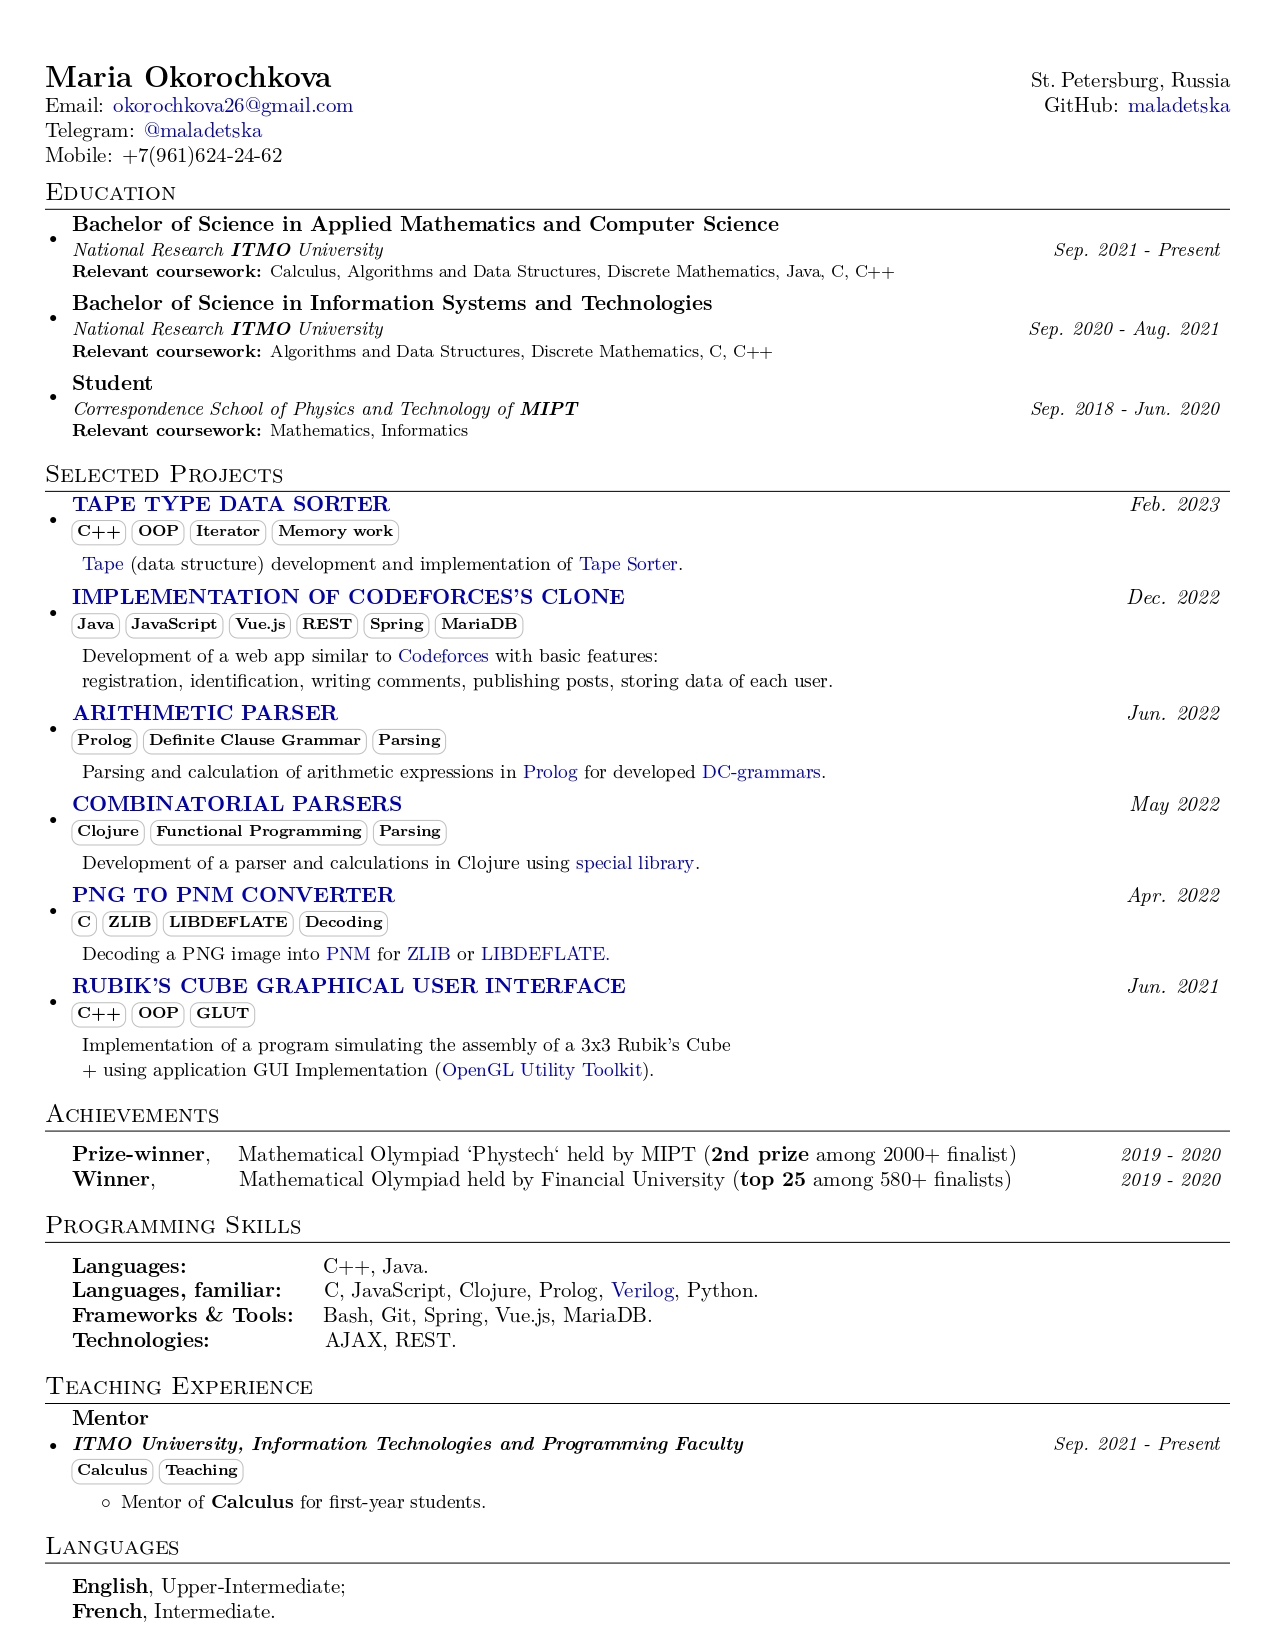 Maria Okorochkova
St. Petersburg, Russia
Email: okorochkova26@gmail.com
GitHub: maladetska
Telegram: @maladetska
Mobile: +7(961)624-24-62
Education
Bachelor of Science in Applied Mathematics and Computer Science
National Research ITMO University Sep. 2021 - Present
Relevant coursework: Calculus, Algorithms and Data Structures, Discrete Mathematics, Java, C, C++
Bachelor of Science in Information Systems and Technologies
National Research ITMO University Sep. 2020 - Aug. 2021
Relevant coursework: Algorithms and Data Structures, Discrete Mathematics, C, C++
Student
Correspondence School of Physics and Technology of MIPT Sep. 2018 - Jun. 2020
Relevant coursework: Mathematics, Informatics
Selected Projects
TAPE TYPE DATA SORTER Feb. 2023
C++ OOP Iterator Memory work
Tape (data structure) development and implementation of Tape Sorter.
IMPLEMENTATION OF CODEFORCES'S CLONE Dec. 2022
Java JavaScript Vue.js REST Spring MariaDB
Development of a web app similar to Codeforces with basic features:
registration, identification, writing comments, publishing posts, storing data of each user.
ARITHMETIC PARSER Jun. 2022
Prolog Definite Clause Grammar Parsing
Parsing and calculation of arithmetic expressions in Prolog for developed DC-grammars.
COMBINATORIAL PARSERS May 2022
Clojure Functional Programming Parsing
Development of a parser and calculations in Clojure using special library.
PNG TO PNM CONVERTER Apr. 2022
C ZLIB LIBDEFLATE Decoding
Decoding a PNG image into PNM for ZLIB or LIBDEFLATE.
RUBIK'S CUBE GRAPHICAL USER INTERFACE Jun. 2021
C++ OOP GLUT
Implementation of a program simulating the assembly of a 3x3 Rubik's Cube
+ using application GUI Implementation (OpenGL Utility Toolkit).
Achievements
Prize-winner, Mathematical Olympiad ‘Phystech‘ held by MIPT (2nd prize among 2000+ finalist) 2019 - 2020
Winner, Mathematical Olympiad held by Financial University (top 25 among 580+ finalists) 2019 - 2020
Programming Skills
Languages: C++, Java.
Languages, familiar: C, JavaScript, Clojure, Prolog, Verilog, Python.
Frameworks & Tools: Bash, Git, Spring, Vue.js, MariaDB.
Technologies: AJAX, REST.
Teaching Experience
Mentor
ITMO University, Information Technologies and Programming Faculty Sep. 2021 - Present
Calculus Teaching
Mentor of Calculus for first-year students.
Languages
English, Upper-Intermediate;
French, Intermediate.